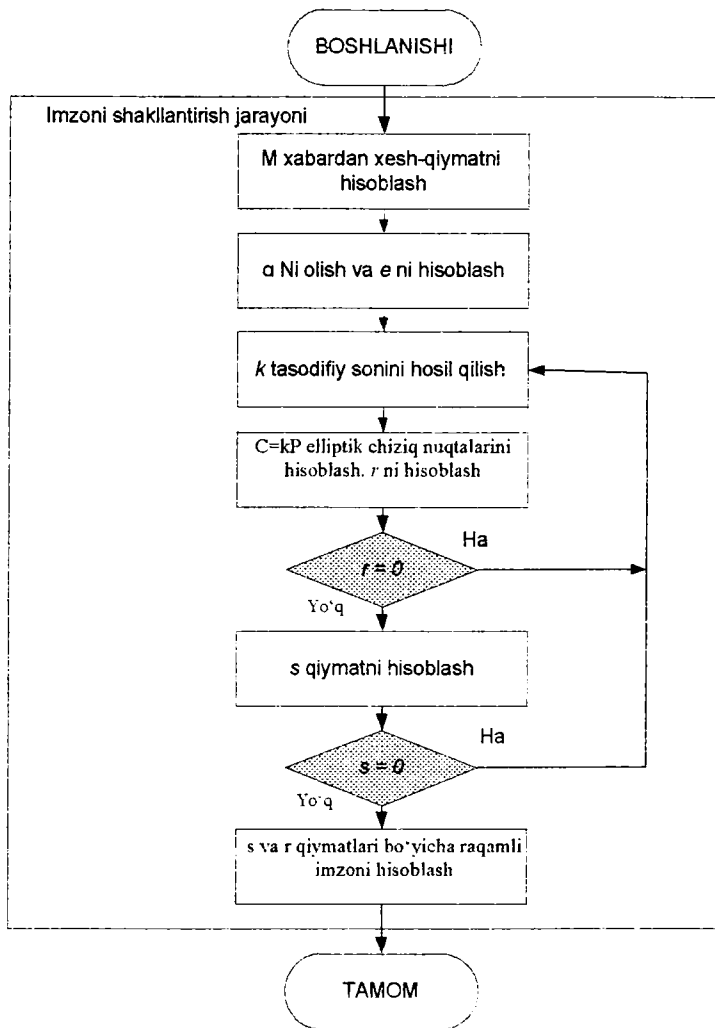 BOSHLANISHI
Imzoni shakllantirish jarayoni
M xabardan xesh-qiymatni
hisoblash
α Ni olish va e ni hisoblash
k tasodifiy sonini hosil qilish
C=kP elliptik chiziq nuqtalarini
hisoblash. r ni hisoblash
Ha
r = 0
Yo‘q
s qiymatni hisoblash
Ha
s = 0
Yo‘q
s va r qiymatlari bo‘yicha raqamli
imzoni hisoblash
TAMOM